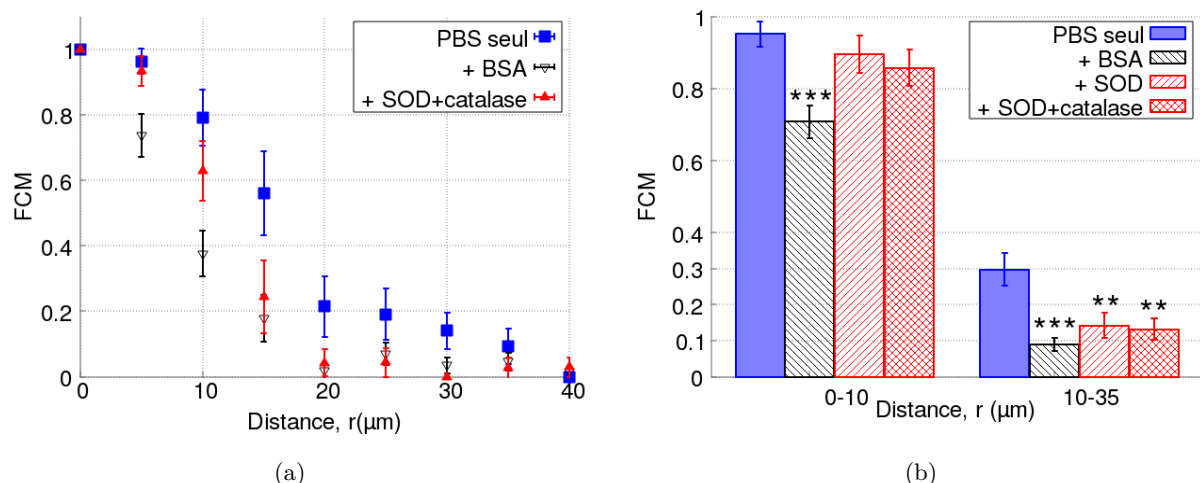 1
0.8
0.6
0.4
0.2
0
0
10
20
30
40
FCM
Distance, r(µm)
PBS seul
+ BSA
+ SOD+catalase
(a)
1
0.8
0.6
0.4
0.3
0.2
0.1
0
FCM
0-10
10-35
Distance, r (µm)
PBS seul
+ BSA
+ SOD
+ SOD+catalase
***
***
**
**
(b)